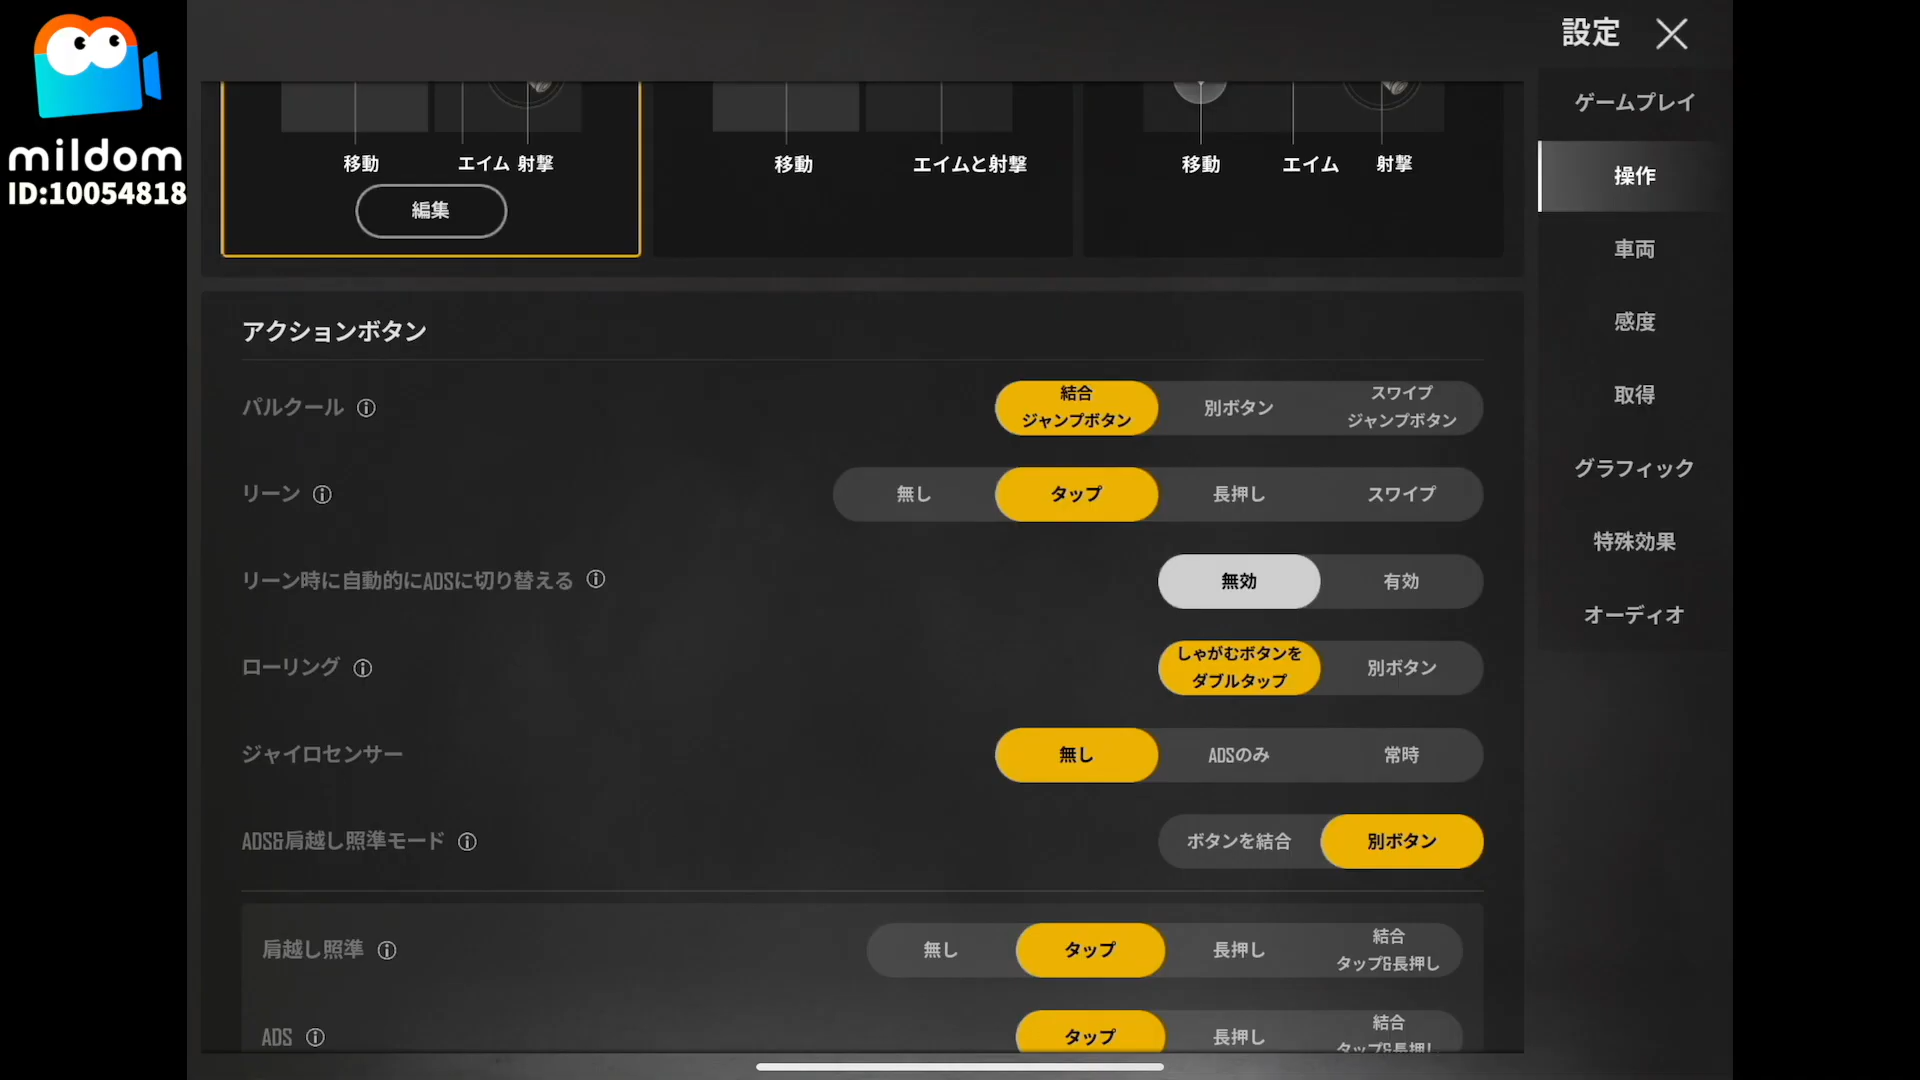 mildom
ID:10054818
設定
移動 エイム 射撃
編集
移動 エイムと射撃
移動 エイム 射撃
アクションボタン
パルクール
結合
ジャンプボタン
別ボタン
スワイプ
ジャンプボタン
リーン
無し タップ 長押し スワイプ
リーン時に自動的にADSに切り替える
無効 有効
ローリング
しゃがむボタンを
ダブルタップ
別ボタン
ジャイロセンサー
無し ADSのみ 常時
ADS&肩越し照準モード
ボタンを結合 別ボタン
肩越し照準
無し タップ 長押し
結合
タップ&長押し
ADS
タップ 長押し
結合
タップ&長押し
ゲームプレイ
操作
車両
感度
取得
グラフィック
特殊効果
オーディオ